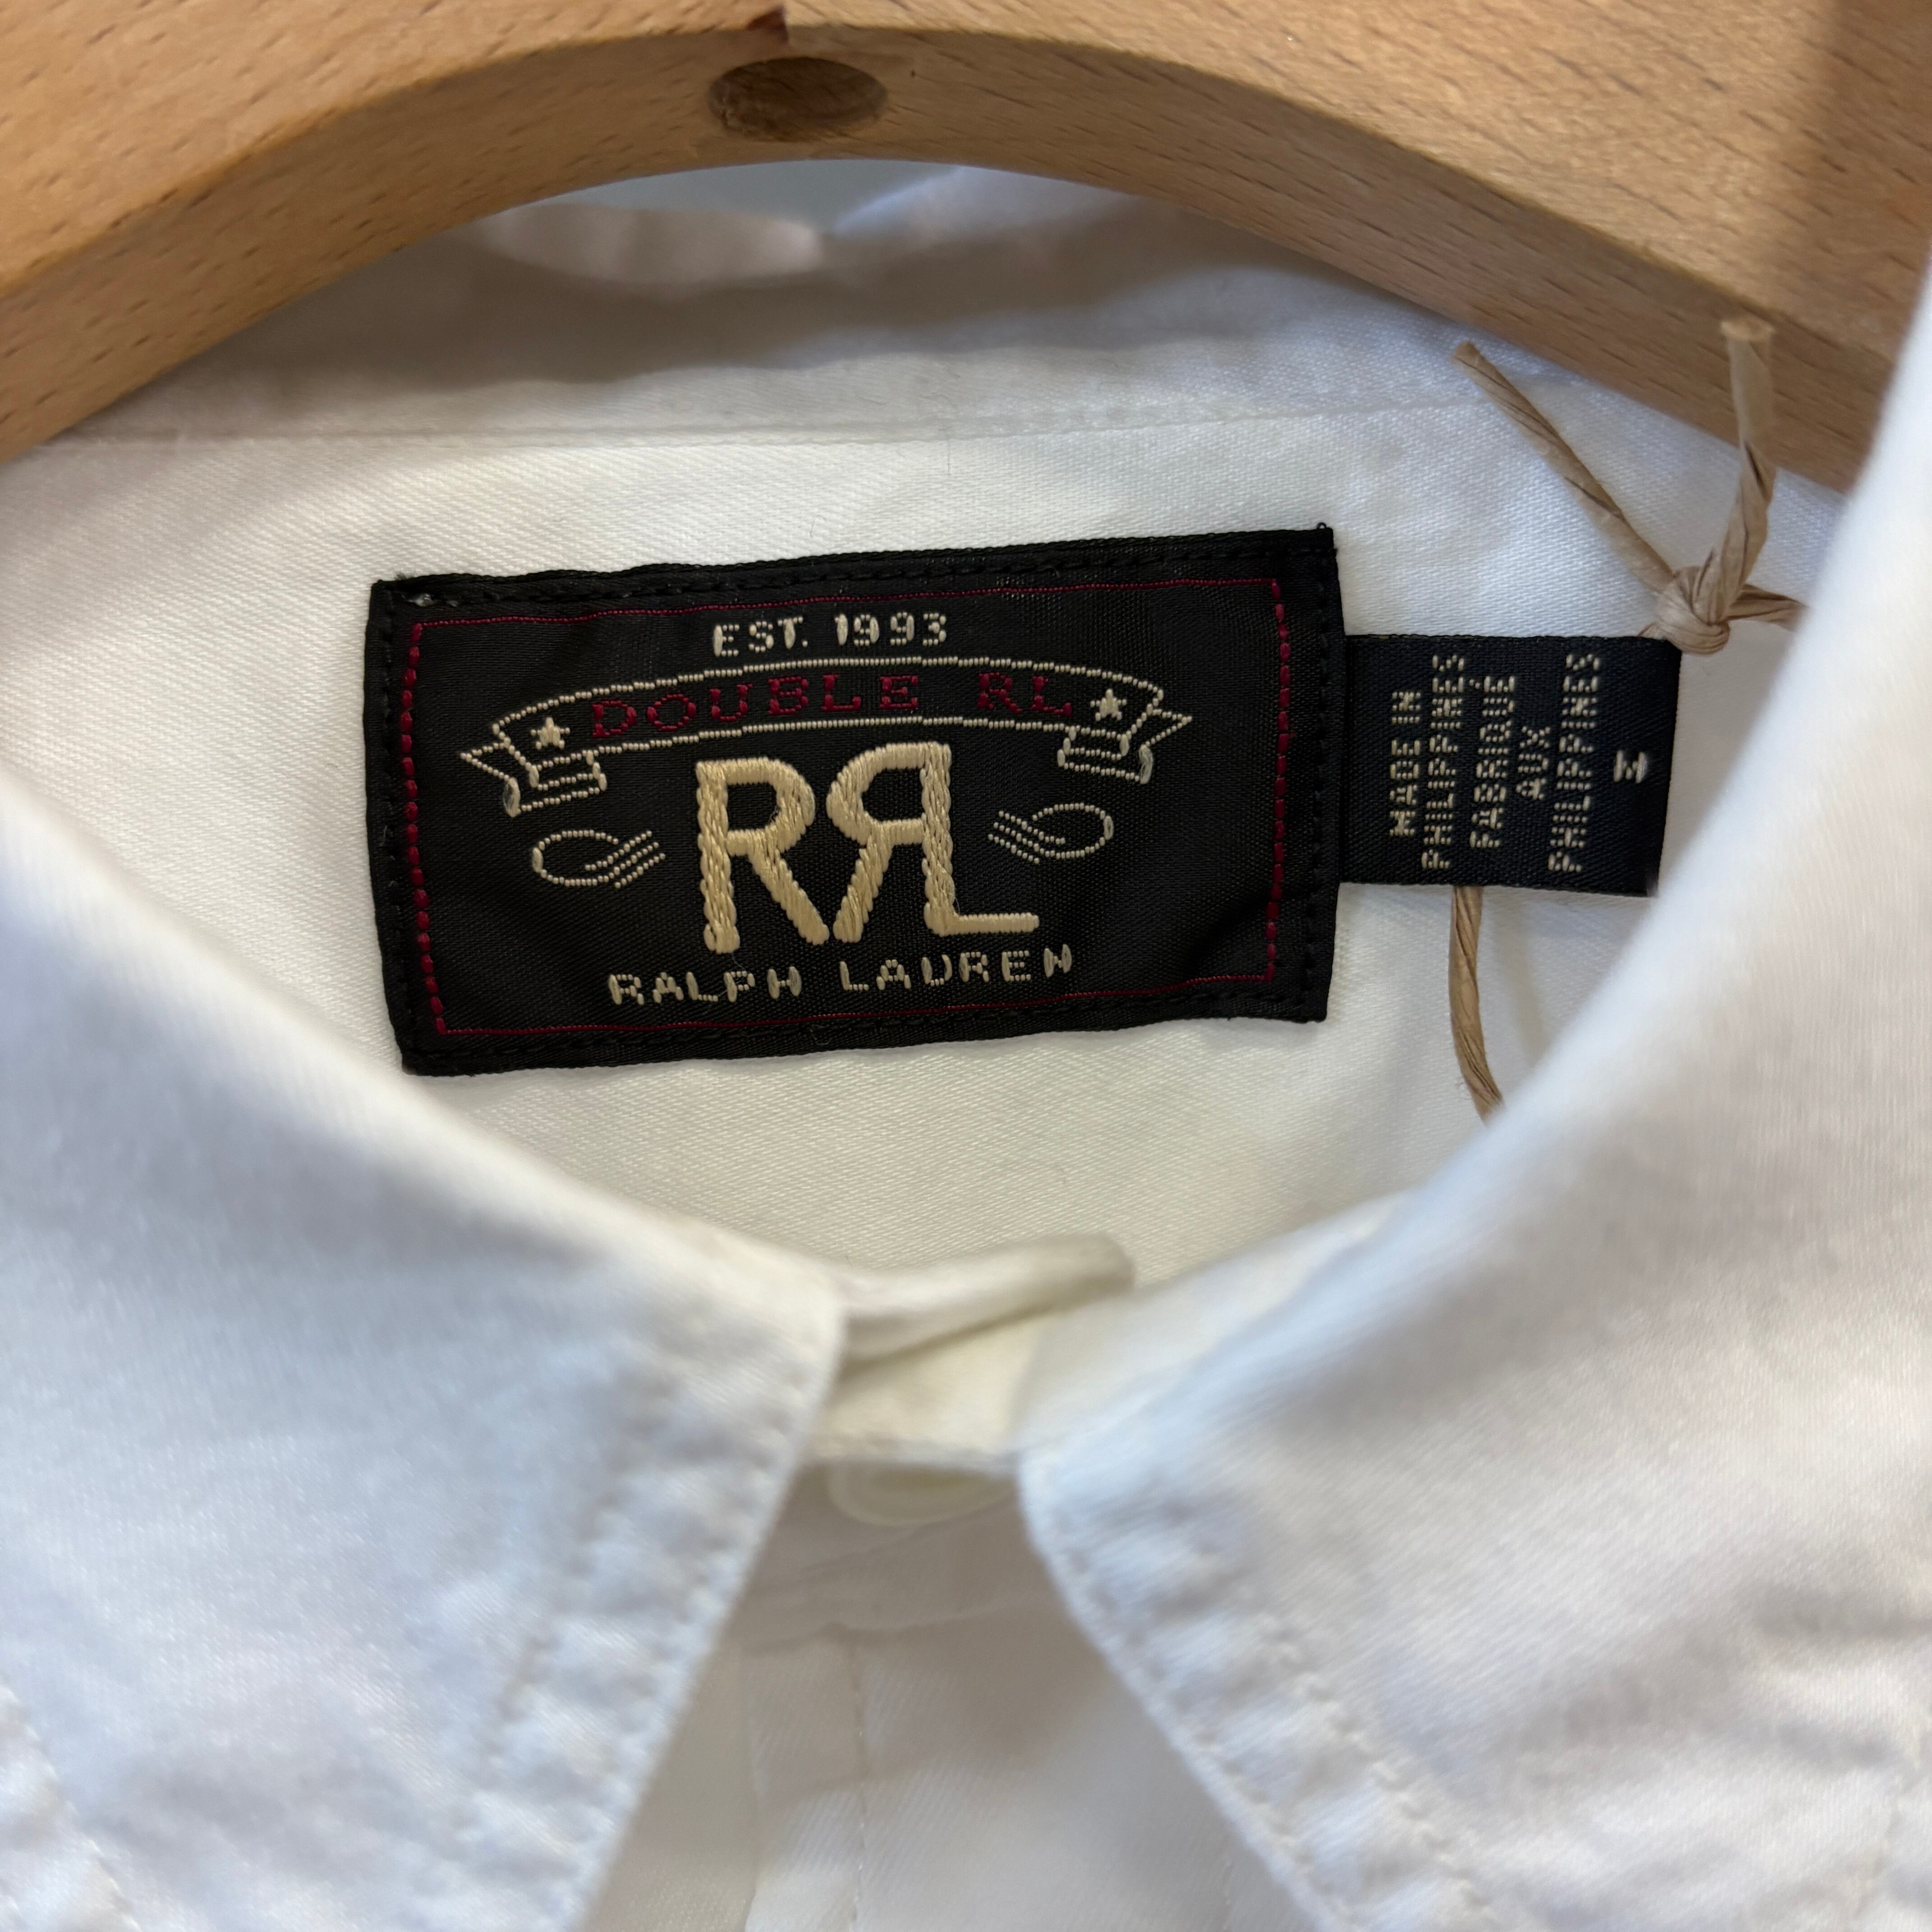 EST. 1993
DOUBLE RL
RRL
RALPH LAUREN
MADE IN
PHILIPPINES
FABRIQUÉ
AUX
PHILIPPINES
M